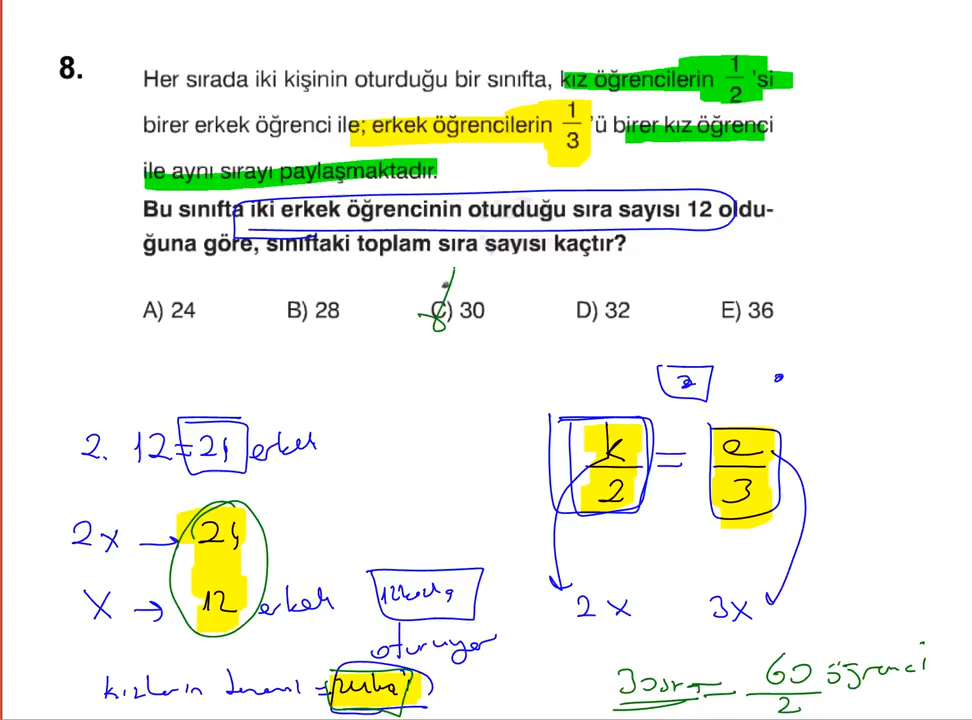 8.
Her sırada iki kişinin oturduğu bir sınıfta, kız öğrencilerin 1/2 'si
birer erkek öğrenci ile; erkek öğrencilerin 1/3 'ü birer kız öğrenci
ile aynı sırayı paylaşmaktadır.
Bu sınıfta iki erkek öğrencinin oturduğu sıra sayısı 12 oldu-
ğuna göre, sınıftaki toplam sıra sayısı kaçtır?
A) 24 B) 28 C) 30 D) 32 E) 36
2. 12 = 24 erkek
k/2 = e/3
2x → 24
x → 12 erkek
2x 3x
oturuyor
kızların =
60 öğrenci
2